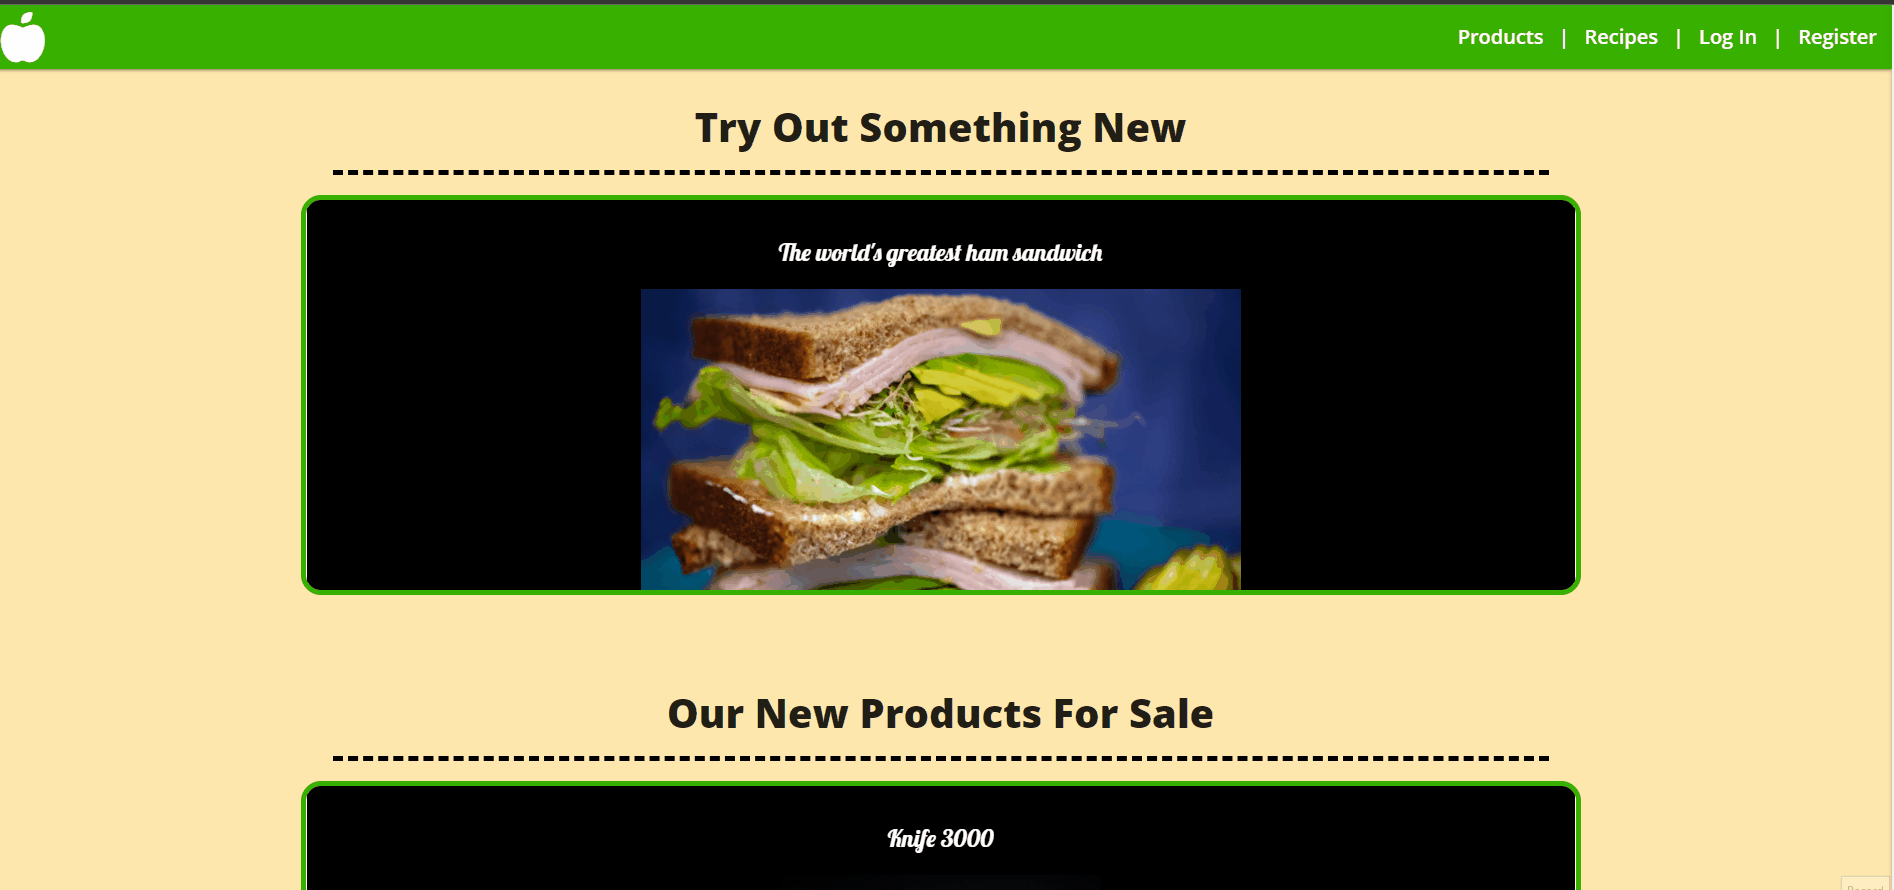 Products | Recipes | Log In | Register
Try Out Something New
The world's greatest ham sandwich
Our New Products For Sale
Knife 3000